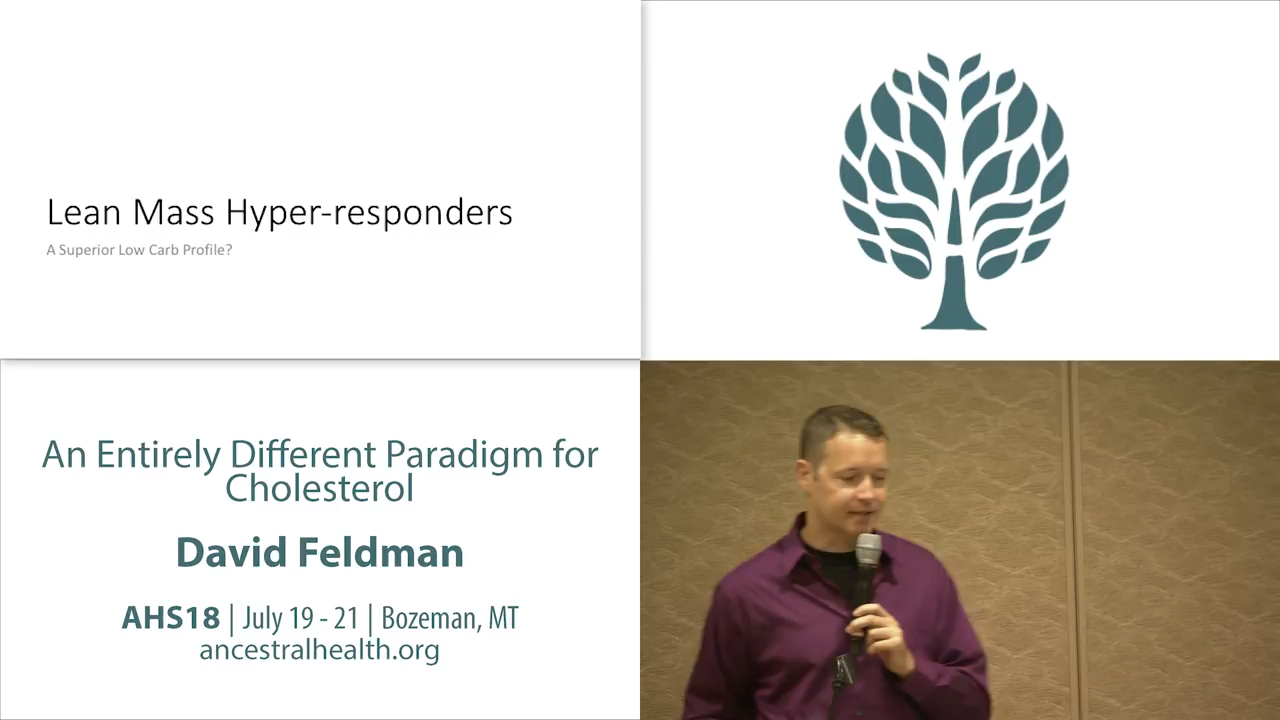 Lean Mass Hyper-responders
A Superior Low Carb Profile?
An Entirely Different Paradigm for
Cholesterol
David Feldman
AHS18 | July 19 - 21 | Bozeman, MT
ancestralhealth.org